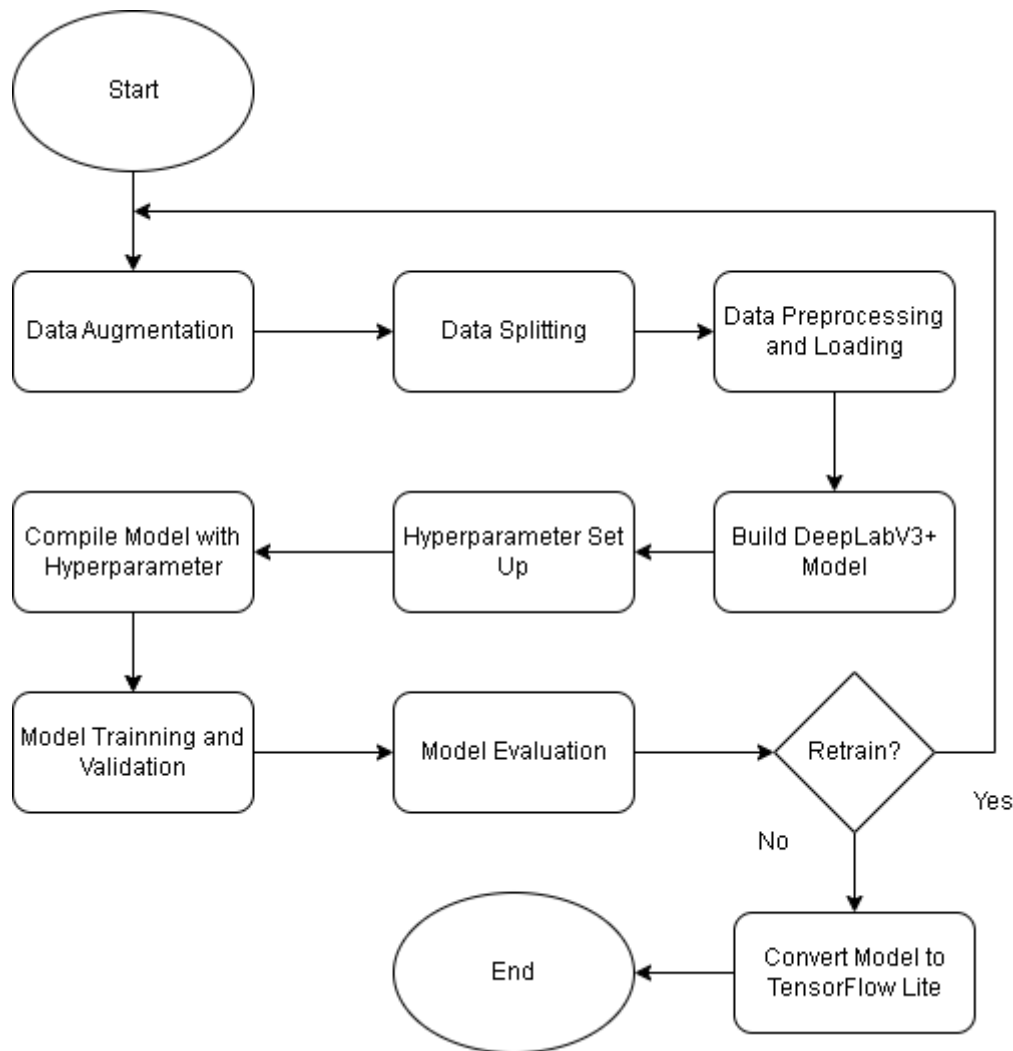 Start
Data Augmentation
Data Splitting
Data Preprocessing
and Loading
Compile Model with
Hyperparameter
Hyperparameter Set
Up
Build DeepLabV3+
Model
Model Trainning and
Validation
Model Evaluation
Retrain?
Yes
No
End
Convert Model to
TensorFlow Lite